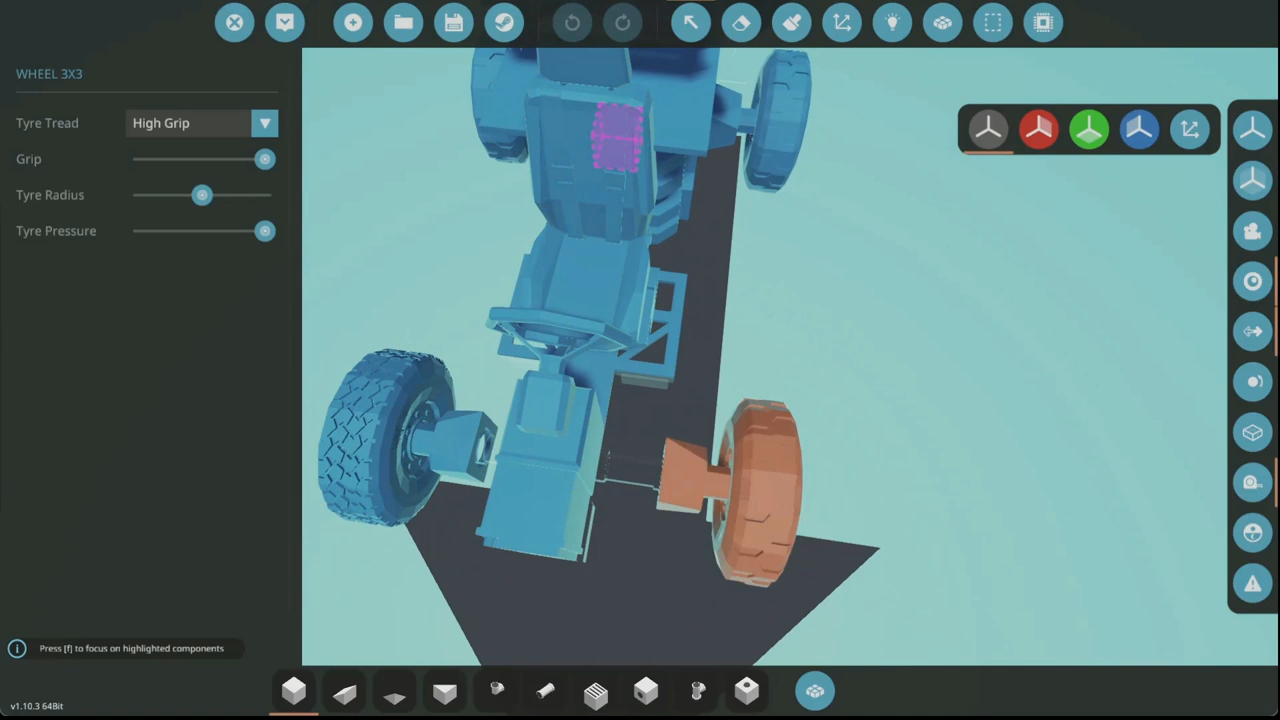 WHEEL 3X3
Tyre Tread
High Grip
Grip
Tyre Radius
Tyre Pressure
Press [f] to focus on highlighted components
v1.10.3 64Bit